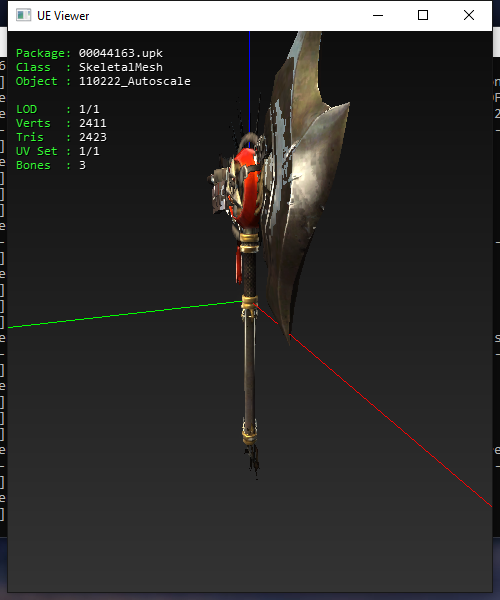 UE Viewer
Package: 00044163.upk
Class : SkeletalMesh
Object : 110222_Autoscale
LOD : 1/1
Verts : 2411
Tris : 2423
UV Set : 1/1
Bones : 3